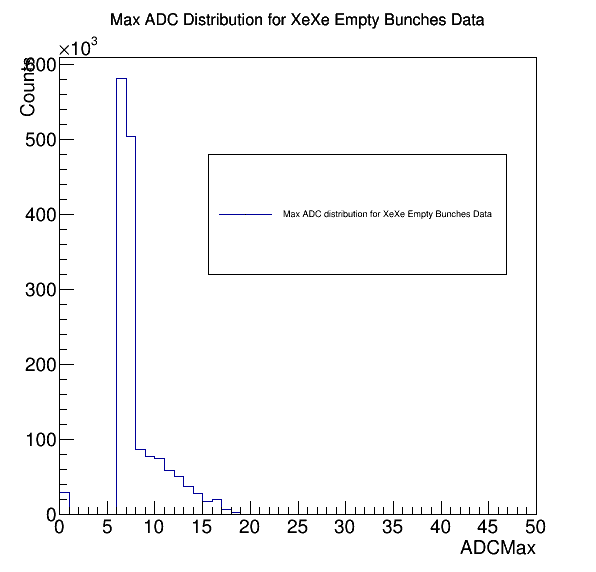 Max ADC Distribution for XeXe Empty Bunches Data
×10³
Counts
600
500
400
300
200
100
0
Max ADC distribution for XeXe Empty Bunches Data
0 5 10 15 20 25 30 35 40 45 50
ADCMax